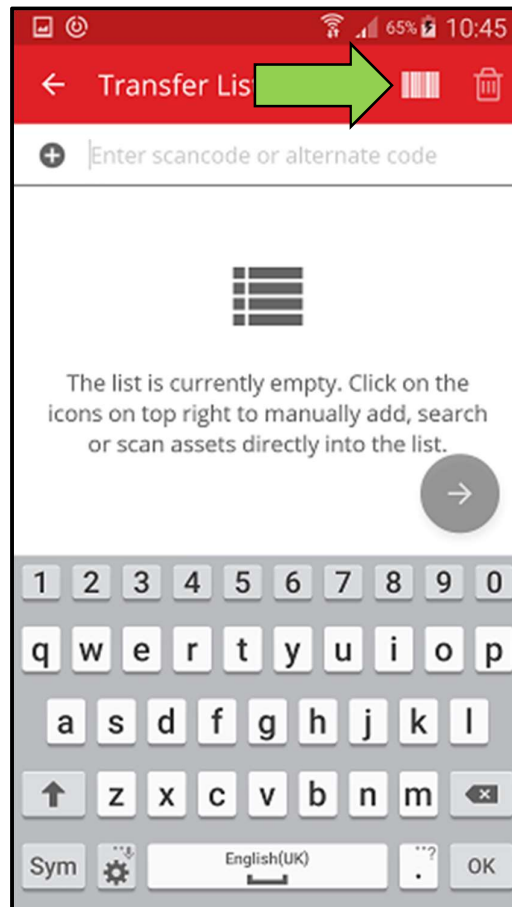 65% 10:45
Transfer Lis
Enter scancode or alternate code
The list is currently empty. Click on the
icons on top right to manually add, search
or scan assets directly into the list.
1 2 3 4 5 6 7 8 9 0
q w e r t y u i o p
a s d f g h j k l
z x c v b n m
Sym English(UK) . ..? OK